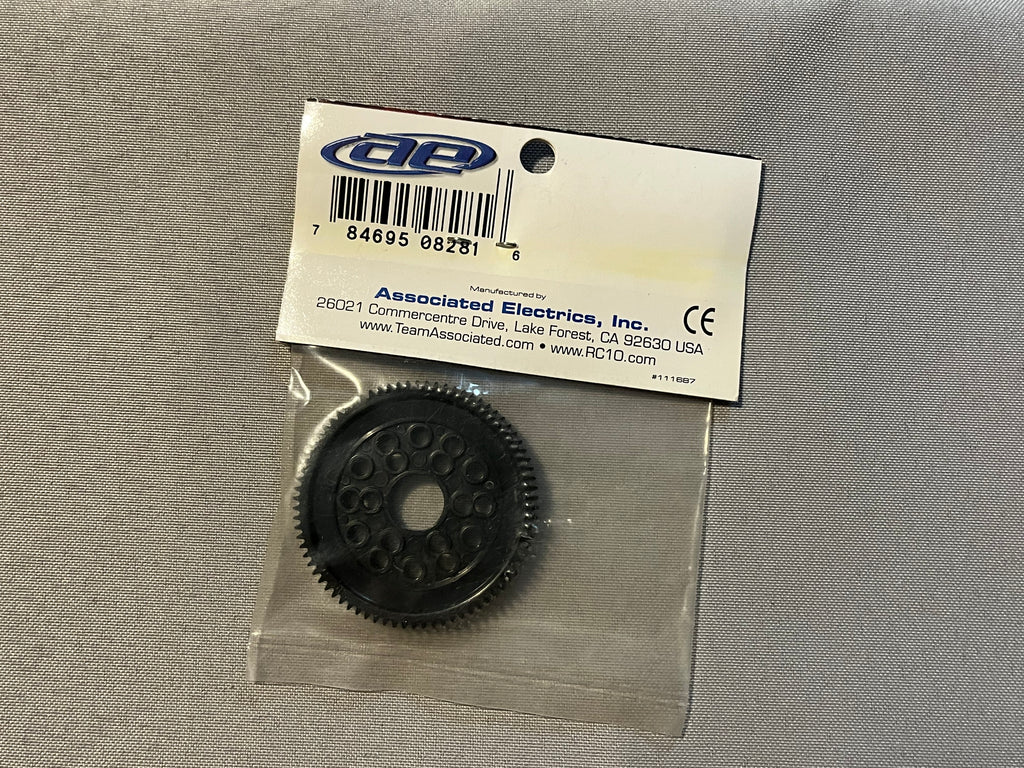 ae
7 84695 08281 6
Manufactured by
Associated Electrics, Inc.
26021 Commercentre Drive, Lake Forest, CA 92630 USA
www.TeamAssociated.com • www.RC10.com
CE
#111687